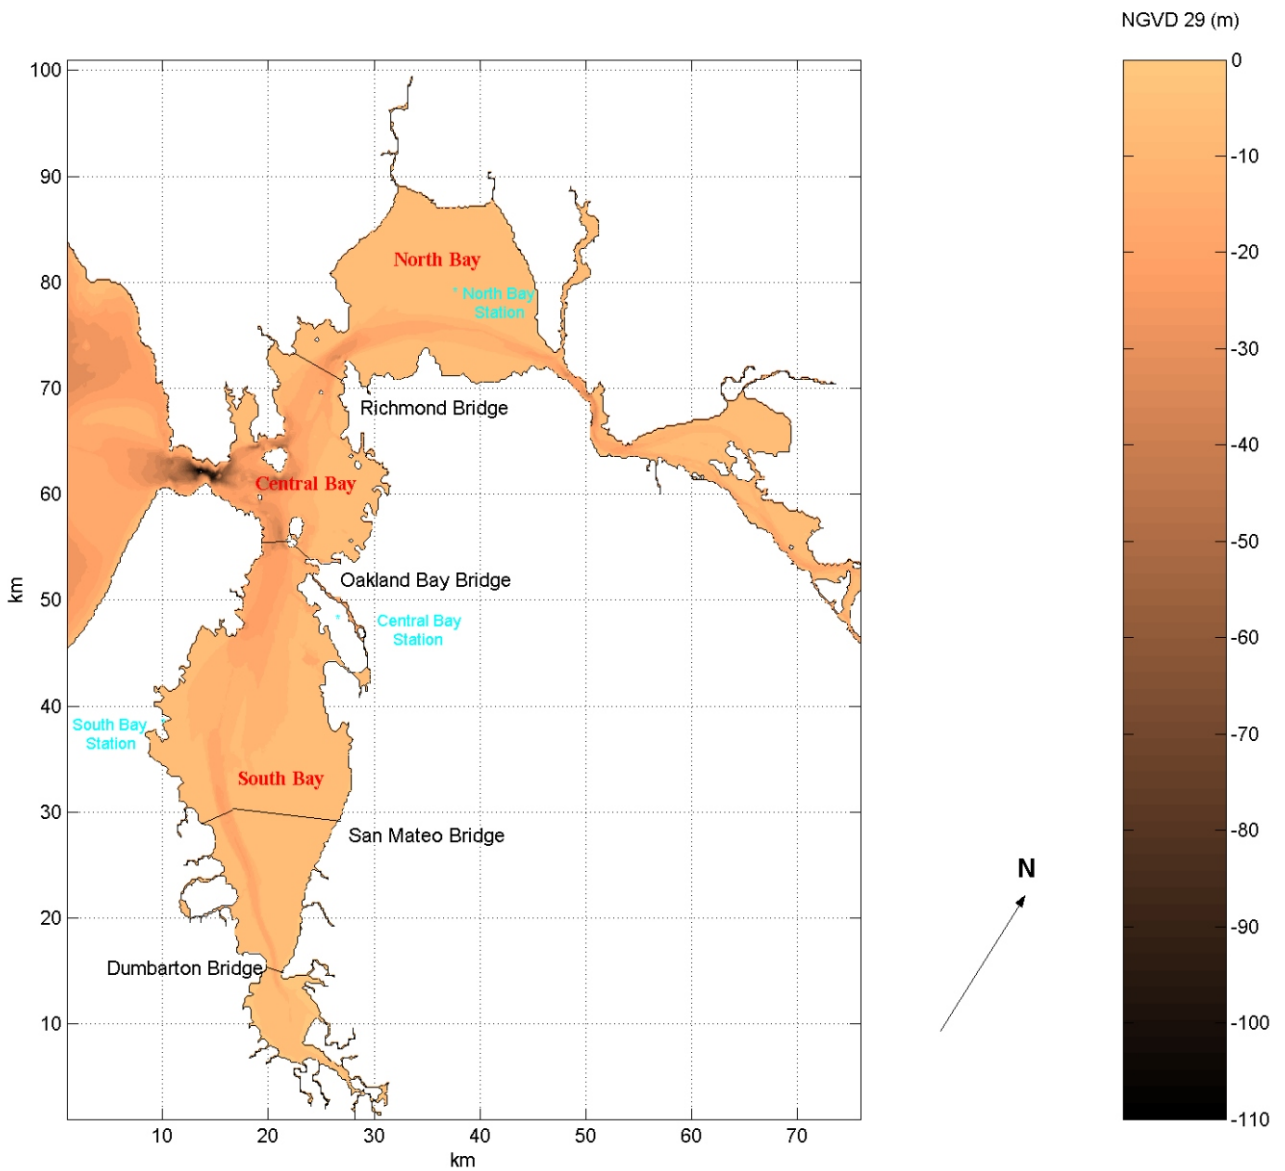 NGVD 29 (m)
100
90
80
70
60
50
40
30
20
10
km
10
20
30
40
50
60
70
km
North Bay
North Bay
Station
Richmond Bridge
Central Bay
Oakland Bay Bridge
Central Bay
Station
South Bay
Station
South Bay
San Mateo Bridge
Dumbarton Bridge
N
0
-10
-20
-30
-40
-50
-60
-70
-80
-90
-100
-110